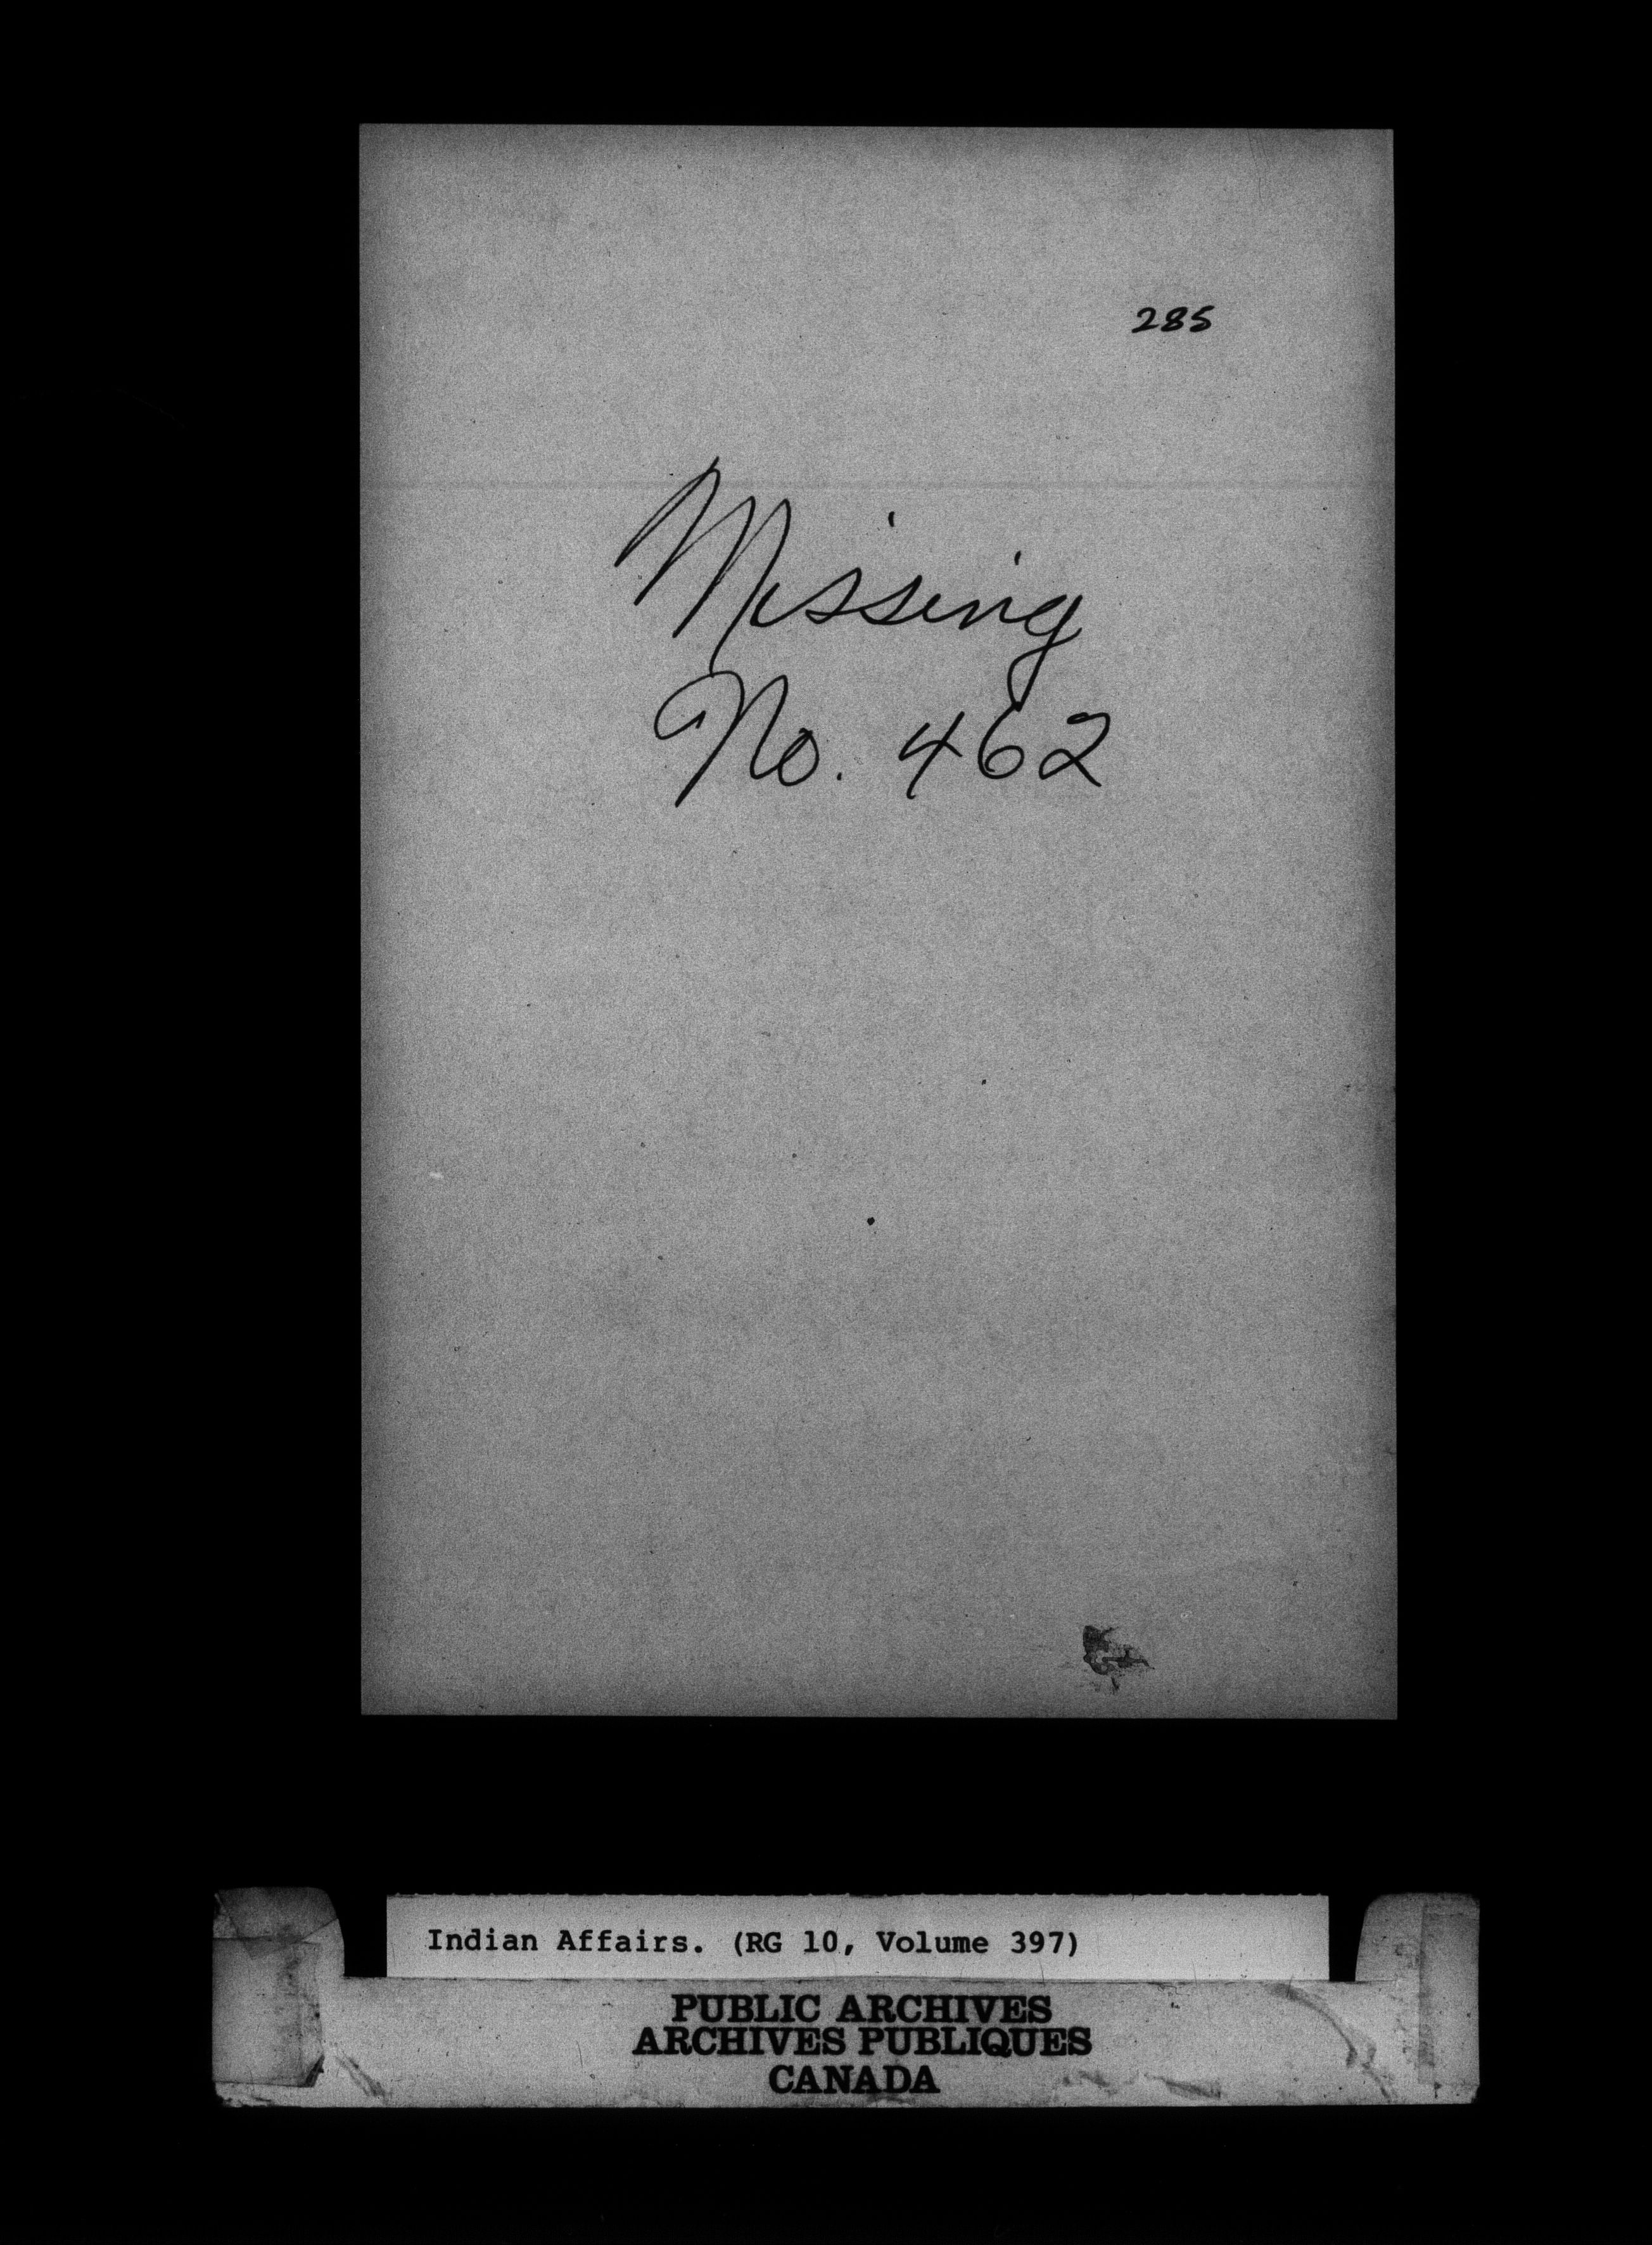 285
Missing
No. 462
Indian Affairs. (RG 10, Volume 397)
PUBLIC ARCHIVES
ARCHIVES PUBLIQUES
CANADA